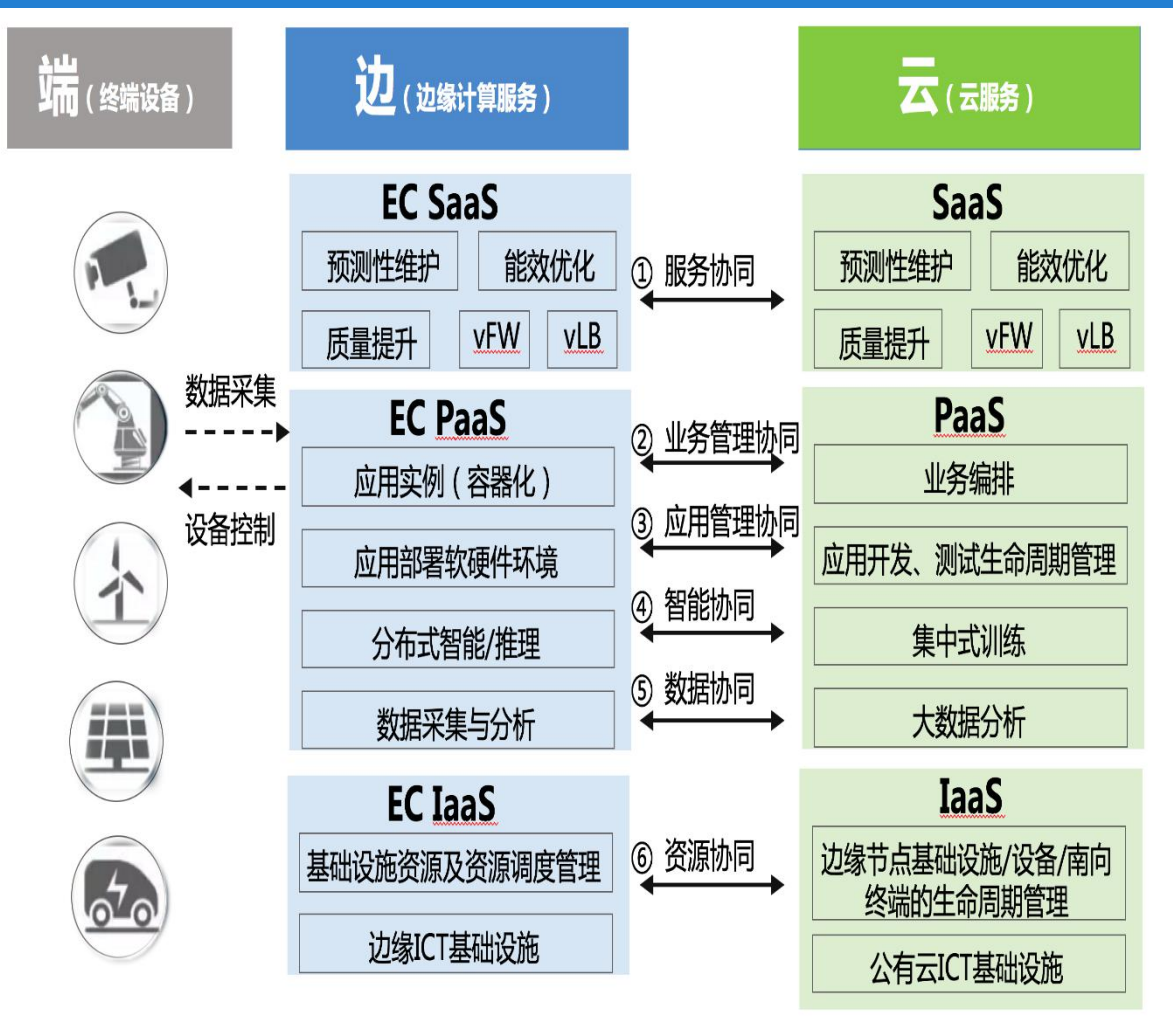 端（终端设备）
边（边缘计算服务）
云（云服务）
数据采集
设备控制
EC SaaS
预测性维护
能效优化
质量提升
vFW
vLB
EC PaaS
应用实例（容器化）
应用部署软硬件环境
分布式智能/推理
数据采集与分析
EC IaaS
基础设施资源及资源调度管理
边缘ICT基础设施
① 服务协同
② 业务管理协同
③ 应用管理协同
④ 智能协同
⑤ 数据协同
⑥ 资源协同
SaaS
预测性维护
能效优化
质量提升
vFW
vLB
PaaS
业务编排
应用开发、测试生命周期管理
集中式训练
大数据分析
IaaS
边缘节点基础设施/设备/南向
终端的生命周期管理
公有云ICT基础设施